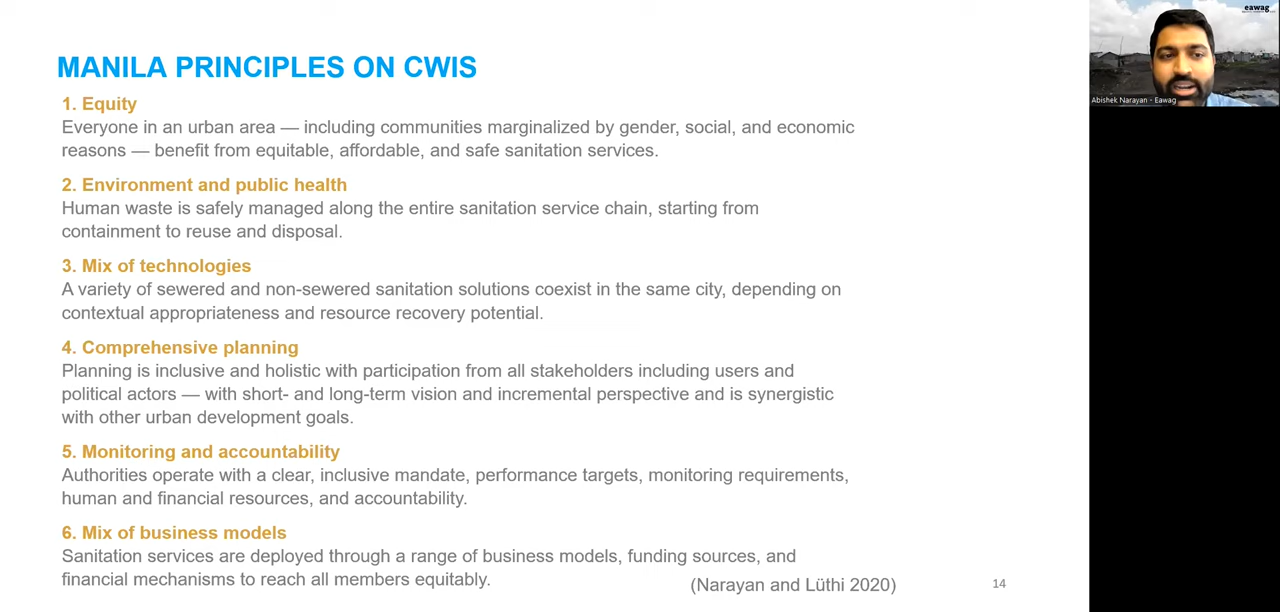 MANILA PRINCIPLES ON CWIS
1. Equity
Everyone in an urban area — including communities marginalized by gender, social, and economic
reasons — benefit from equitable, affordable, and safe sanitation services.
2. Environment and public health
Human waste is safely managed along the entire sanitation service chain, starting from
containment to reuse and disposal.
3. Mix of technologies
A variety of sewered and non-sewered sanitation solutions coexist in the same city, depending on
contextual appropriateness and resource recovery potential.
4. Comprehensive planning
Planning is inclusive and holistic with participation from all stakeholders including users and
political actors — with short- and long-term vision and incremental perspective and is synergistic
with other urban development goals.
5. Monitoring and accountability
Authorities operate with a clear, inclusive mandate, performance targets, monitoring requirements,
human and financial resources, and accountability.
6. Mix of business models
Sanitation services are deployed through a range of business models, funding sources, and
financial mechanisms to reach all members equitably.
(Narayan and Lüthi 2020)
14
eawag
Abishek Narayan - Eawag